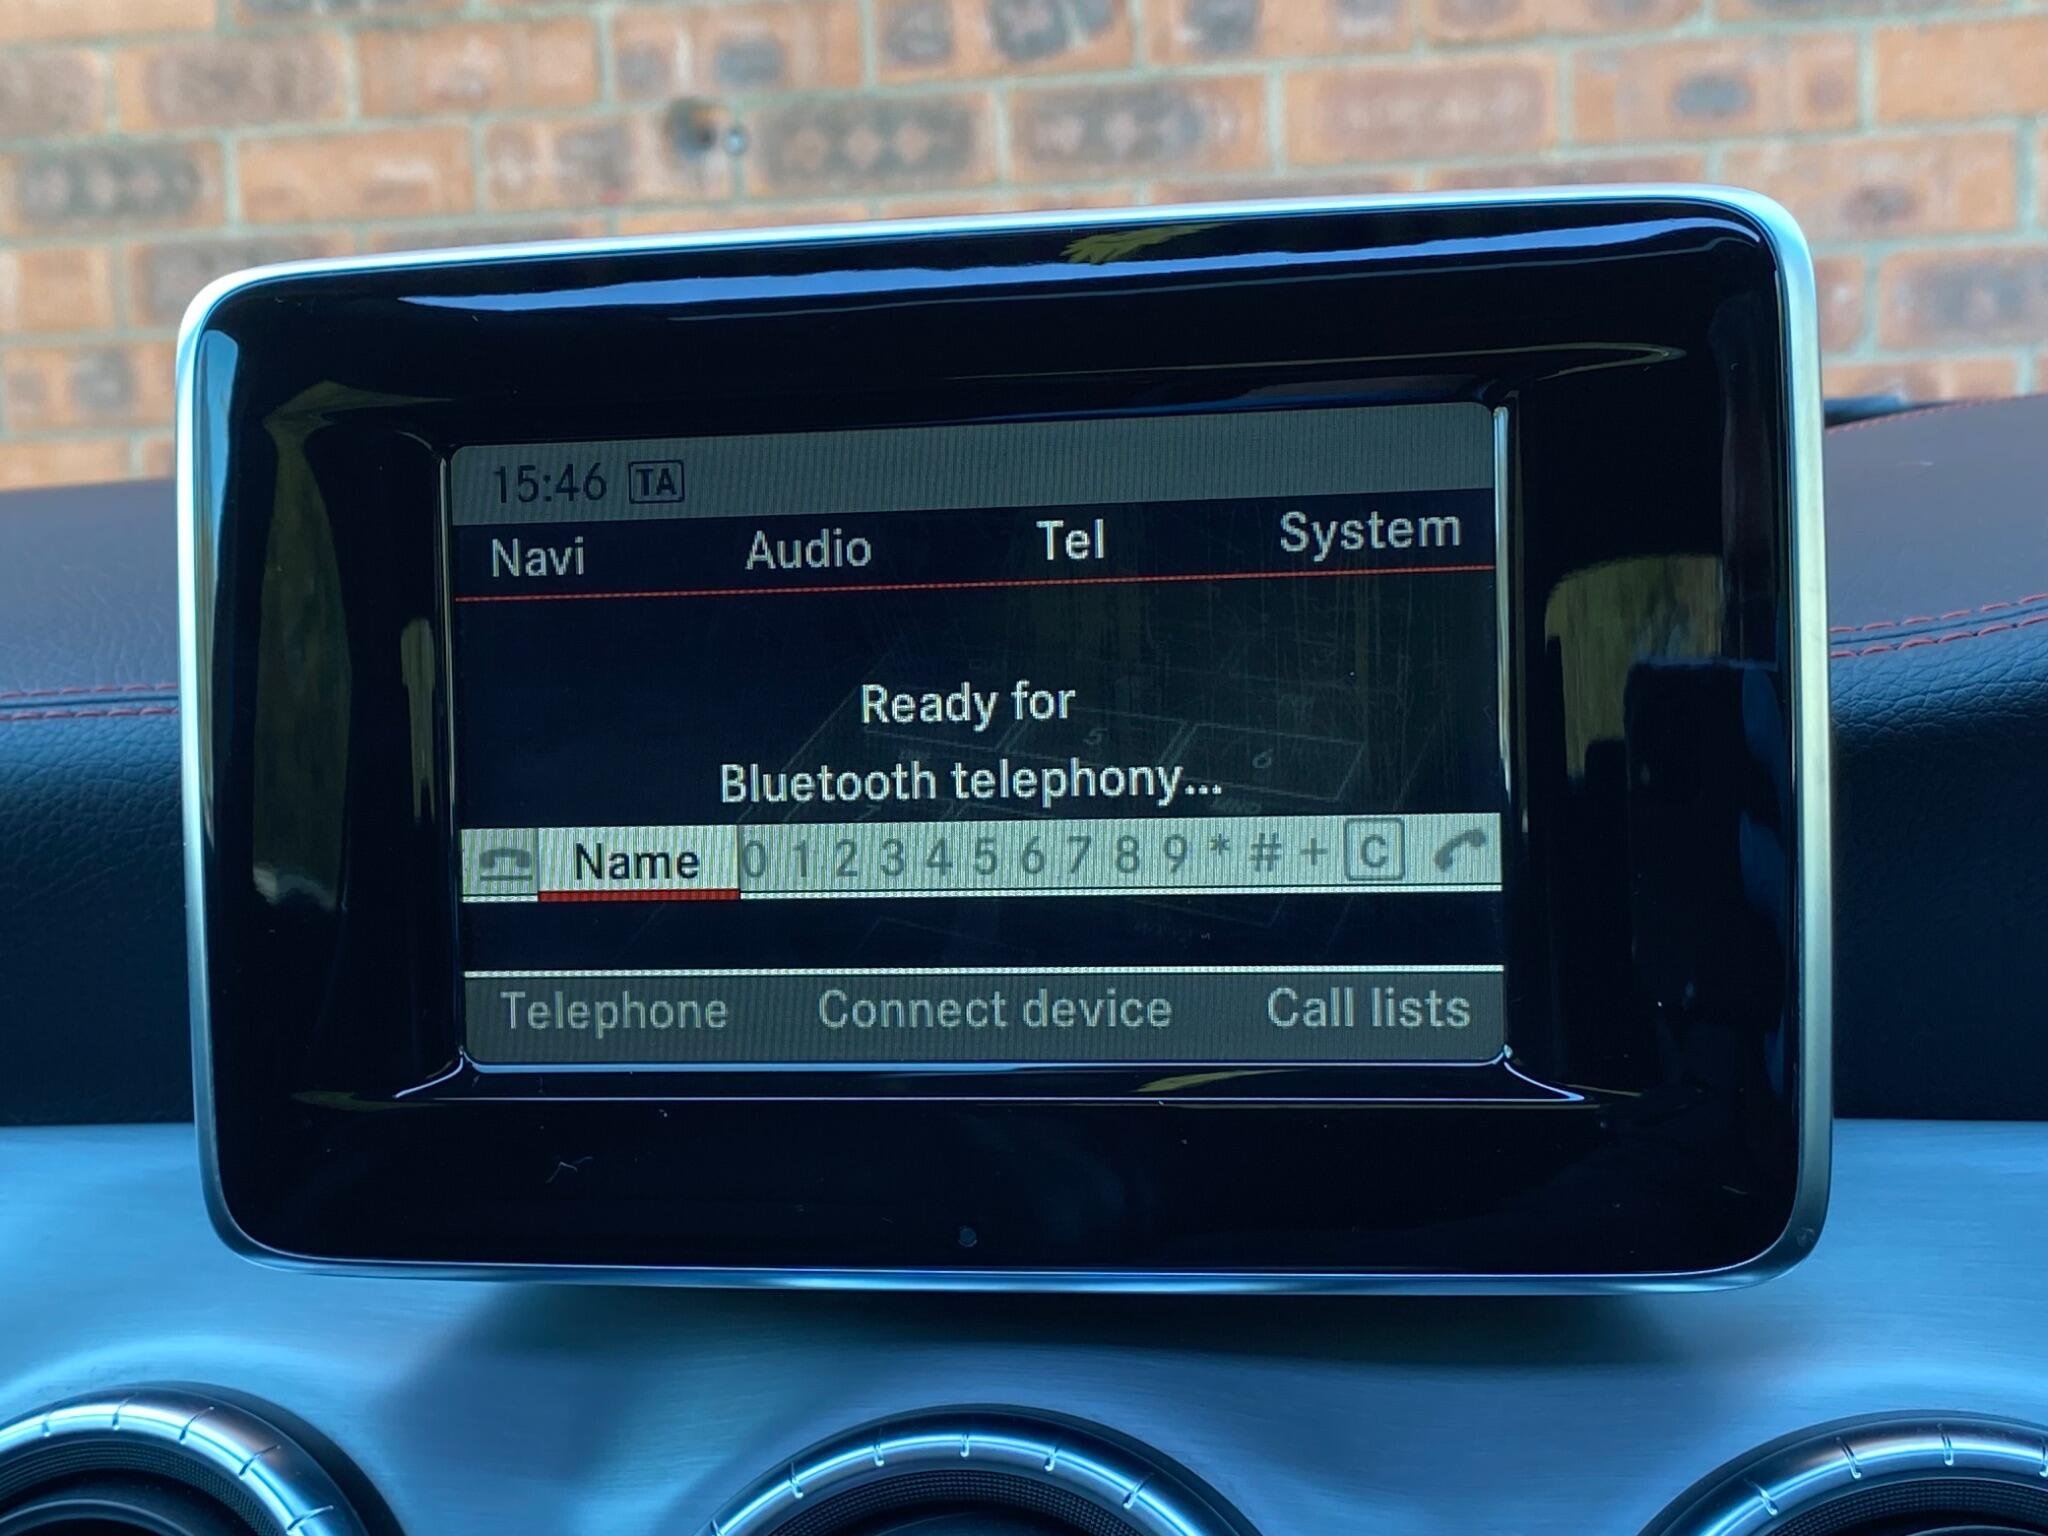 15:46 TA
Navi Audio Tel System
Ready for
Bluetooth telephony...
Name 0 1 2 3 4 5 6 7 8 9 * # + C
Telephone Connect device Call lists